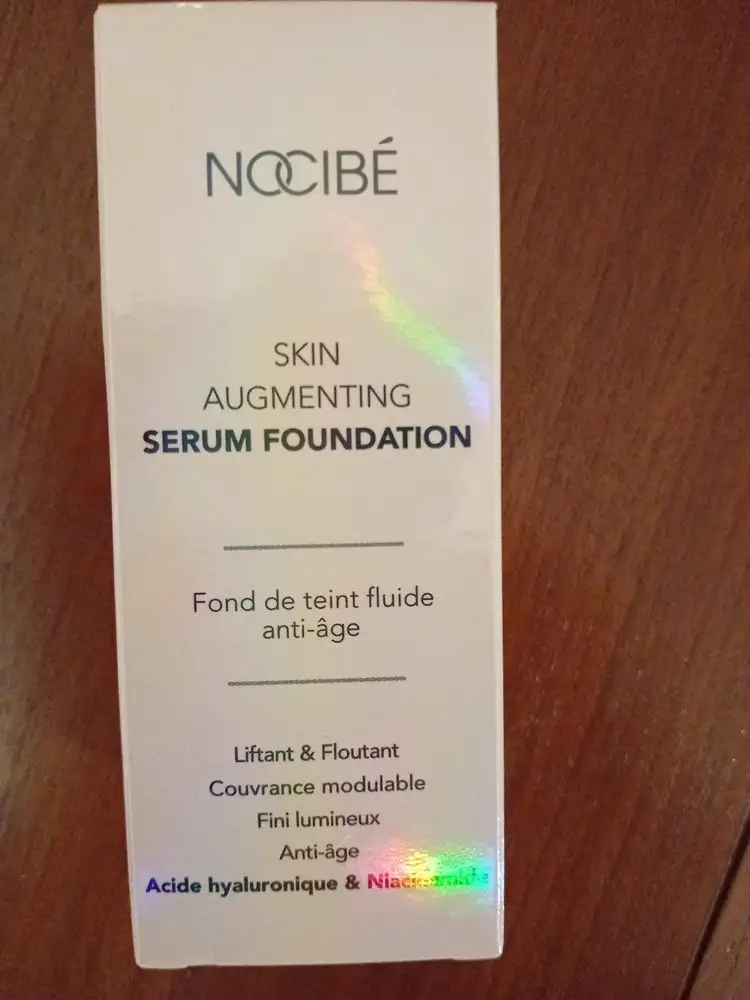 NOCIBÉ
SKIN
AUGMENTING
SERUM FOUNDATION
Fond de teint fluide
anti-âge
Liftant & Floutant
Couvrance modulable
Fini lumineux
Anti-âge
Acide hyaluronique & Niacinamide